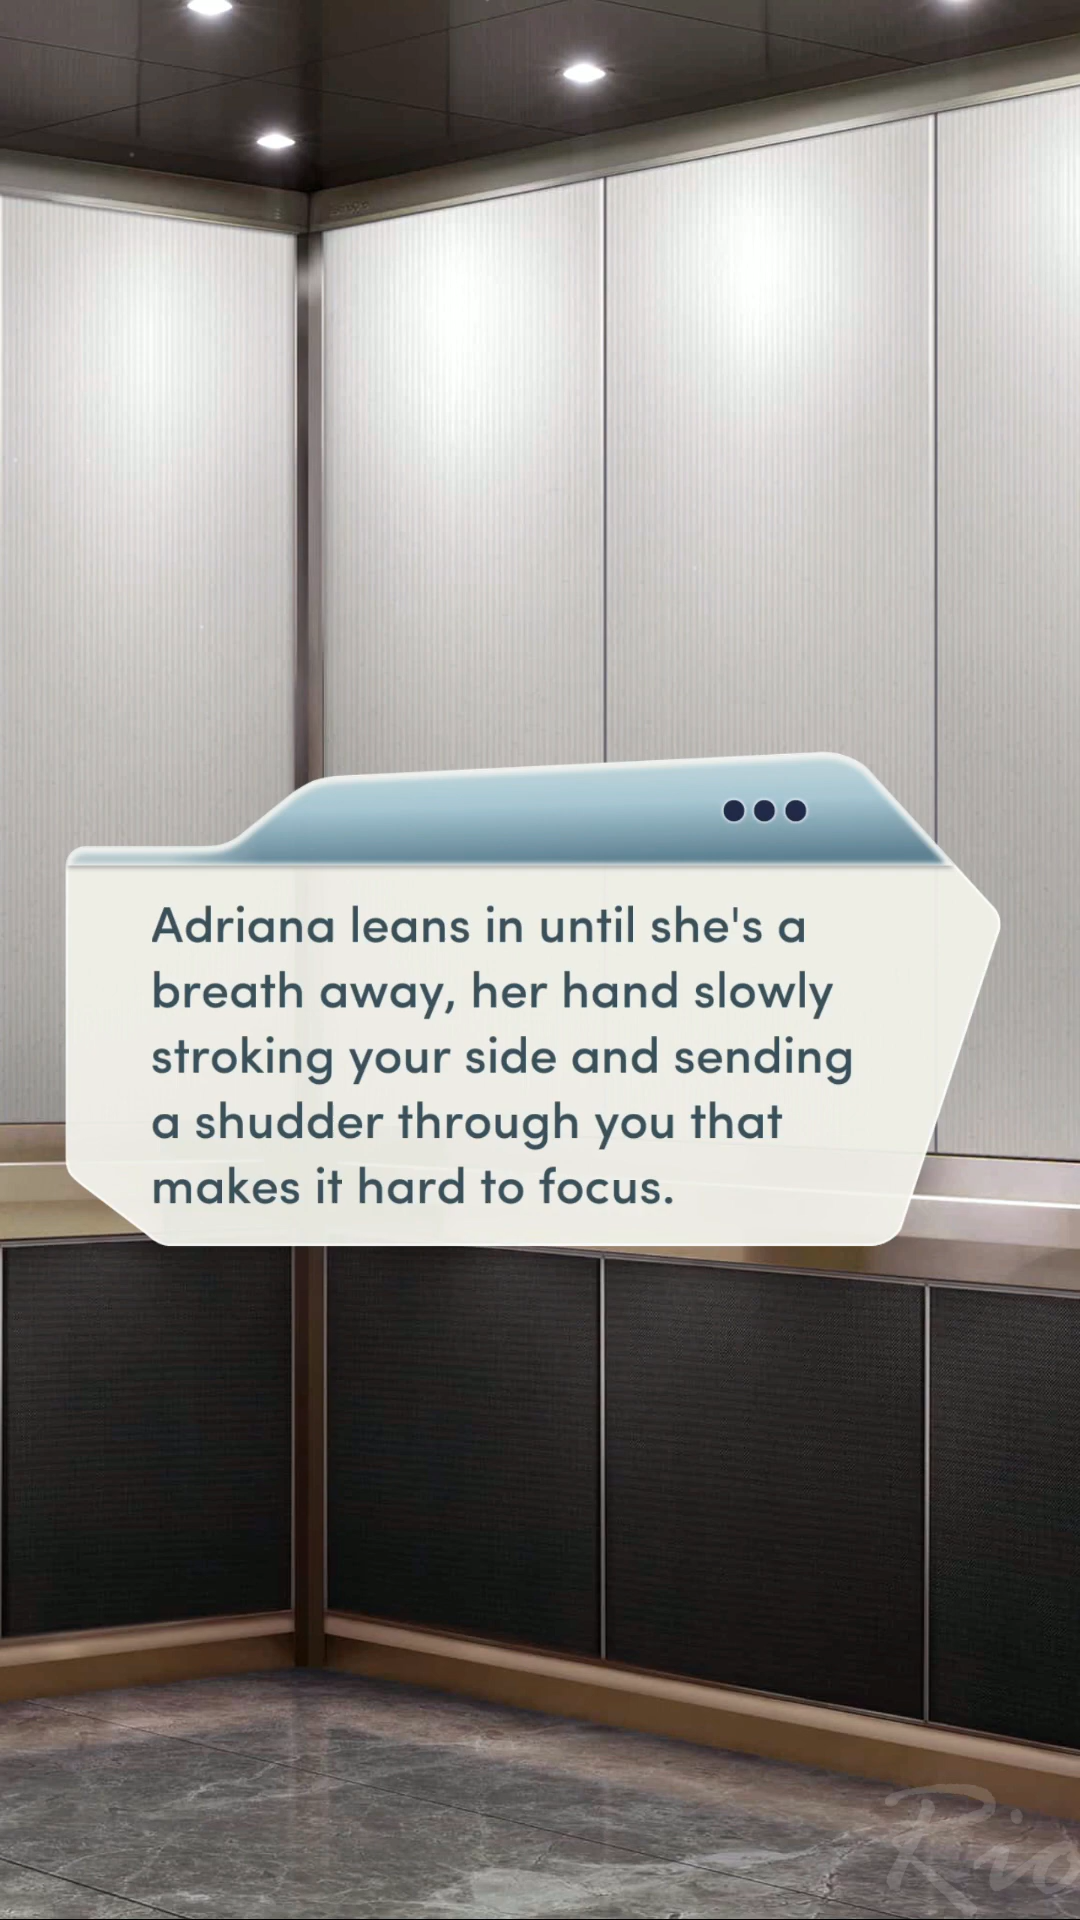 Adriana leans in until she's a
breath away, her hand slowly
stroking your side and sending
a shudder through you that
makes it hard to focus.
Rio